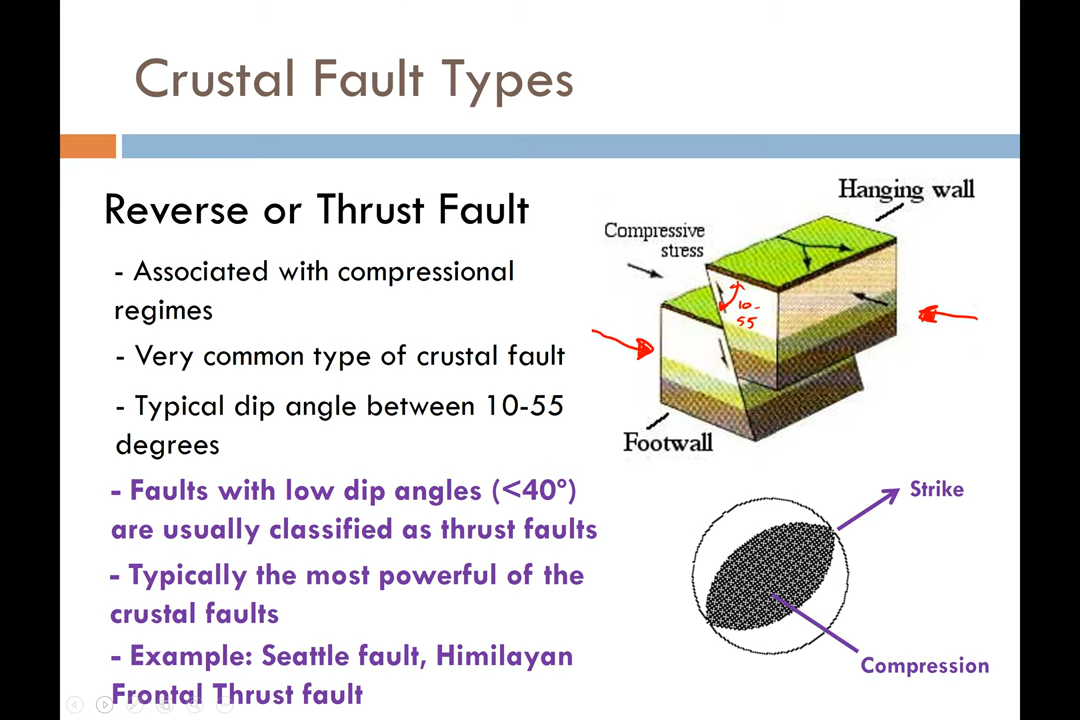 Crustal Fault Types
Reverse or Thrust Fault
- Associated with compressional
regimes
- Very common type of crustal fault
- Typical dip angle between 10-55
degrees
- Faults with low dip angles (<40°)
are usually classified as thrust faults
- Typically the most powerful of the
crustal faults
- Example: Seattle fault, Himilayan
Frontal Thrust fault
Hanging wall
Compressive
stress
10-
55
Footwall
Strike
Compression